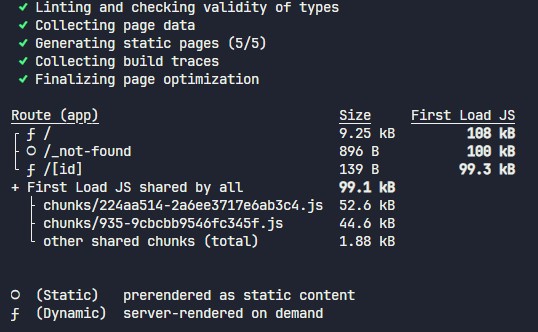 ✓ Linting and checking validity of types
✓ Collecting page data
✓ Generating static pages (5/5)
✓ Collecting build traces
✓ Finalizing page optimization
Route (app) Size First Load JS
┌ ƒ / 9.25 kB 108 kB
├ ○ /_not-found 896 B 100 kB
└ ƒ /[id] 139 B 99.3 kB
+ First Load JS shared by all 99.1 kB
├ chunks/224aa514-2a6ee3717e6ab3c4.js 52.6 kB
├ chunks/935-9cbcbb9546fc345f.js 44.6 kB
└ other shared chunks (total) 1.88 kB
○ (Static) prerendered as static content
ƒ (Dynamic) server-rendered on demand